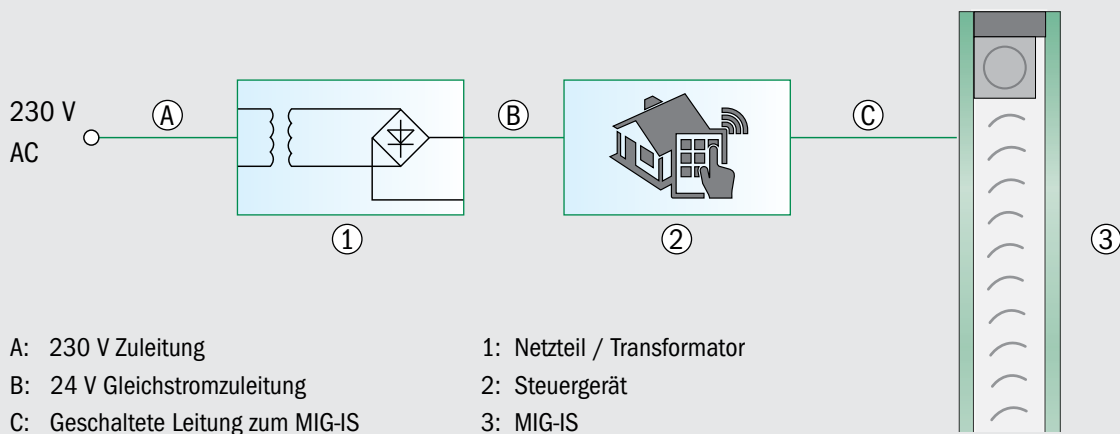 230 V
AC
A
B
C
1
2
3
A: 230 V Zuleitung
B: 24 V Gleichstromzuleitung
C: Geschaltete Leitung zum MIG-IS
1: Netzteil / Transformator
2: Steuergerät
3: MIG-IS